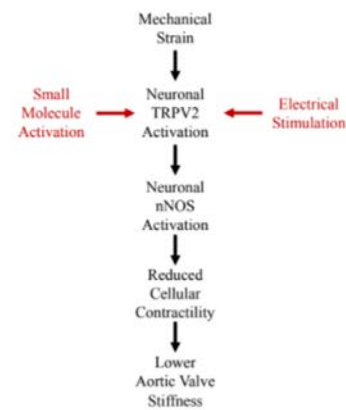 Mechanical
Strain
Small
Molecule
Activation
Neuronal
TRPV2
Activation
Electrical
Stimulation
Neuronal
nNOS
Activation
Reduced
Cellular
Contractility
Lower
Aortic Valve
Stiffness